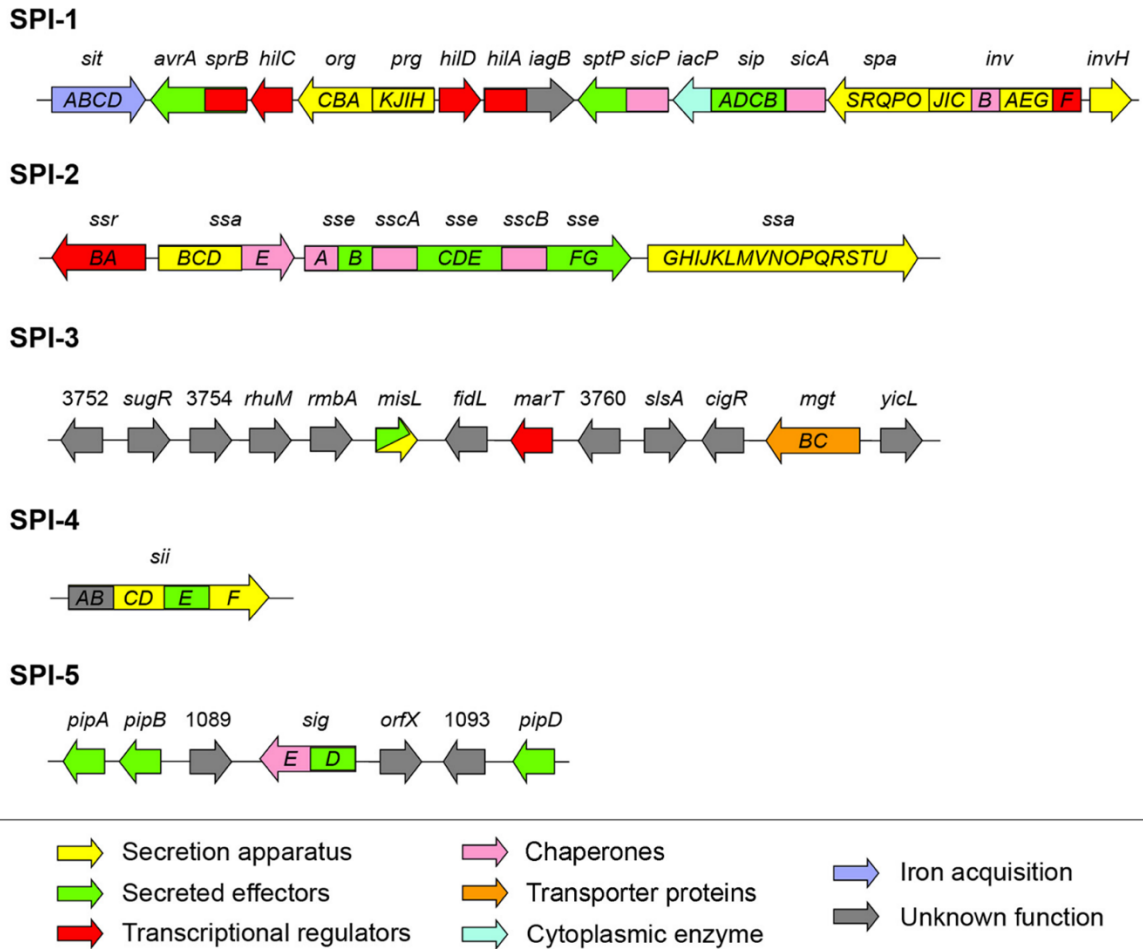 SPI-1
sit avrA sprB hilC org prg hilD hilA iagB sptP sicP iacP sip sicA spa inv invH
ABCD CBA KJIH ADCB SRQPO JIC B AEG F
SPI-2
ssr ssa sse sscA sse sscB sse ssa
BA BCD E A B CDE FG GHIJKLMVNOPQRSTU
SPI-3
3752 sugR 3754 rhuM rmbA misL fidL marT 3760 slsA cigR mgt yicL
BC
SPI-4
sii
AB CD E F
SPI-5
pipA pipB 1089 sig orfX 1093 pipD
E D
Secretion apparatus
Secreted effectors
Transcriptional regulators
Chaperones
Transporter proteins
Cytoplasmic enzyme
Iron acquisition
Unknown function